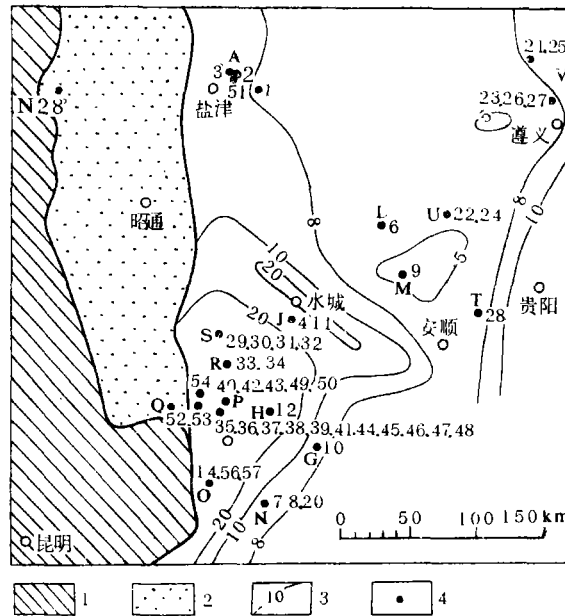 21,25
A
3 2
51 1
盐津
N 28
V
23,26,27
5
遵义
昭通
8
10
8
L
6
U 22,24
10
20
5
9
M
水城
J 4 11
20
S
29,30,31,32
T
28
贵阳
安顺
R 33,34
54
40,42,43,49,50
Q
P
H 12
52,53
35,36,37,38,39,41,44,45,46,47,48
G 10
14,56,57
O
N 7 8,20
20
10
8
昆明
0 50 100 150 km
1 2 10 3 4